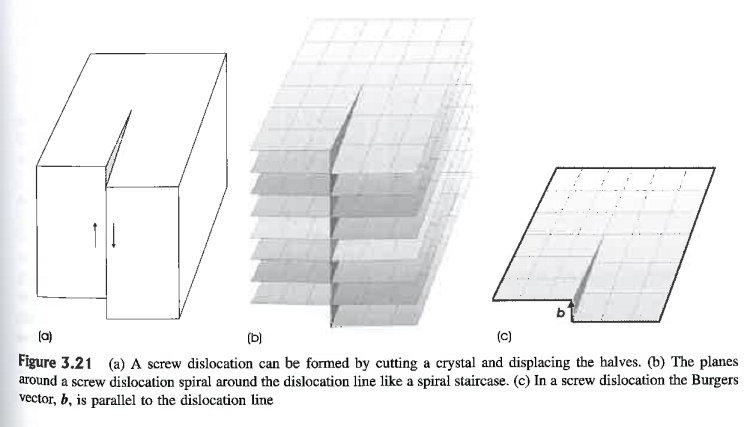 b
(a)
(b)
(c)
Figure 3.21 (a) A screw dislocation can be formed by cutting a crystal and displacing the halves. (b) The planes
around a screw dislocation spiral around the dislocation line like a spiral staircase. (c) In a screw dislocation the Burgers
vector, b, is parallel to the dislocation line